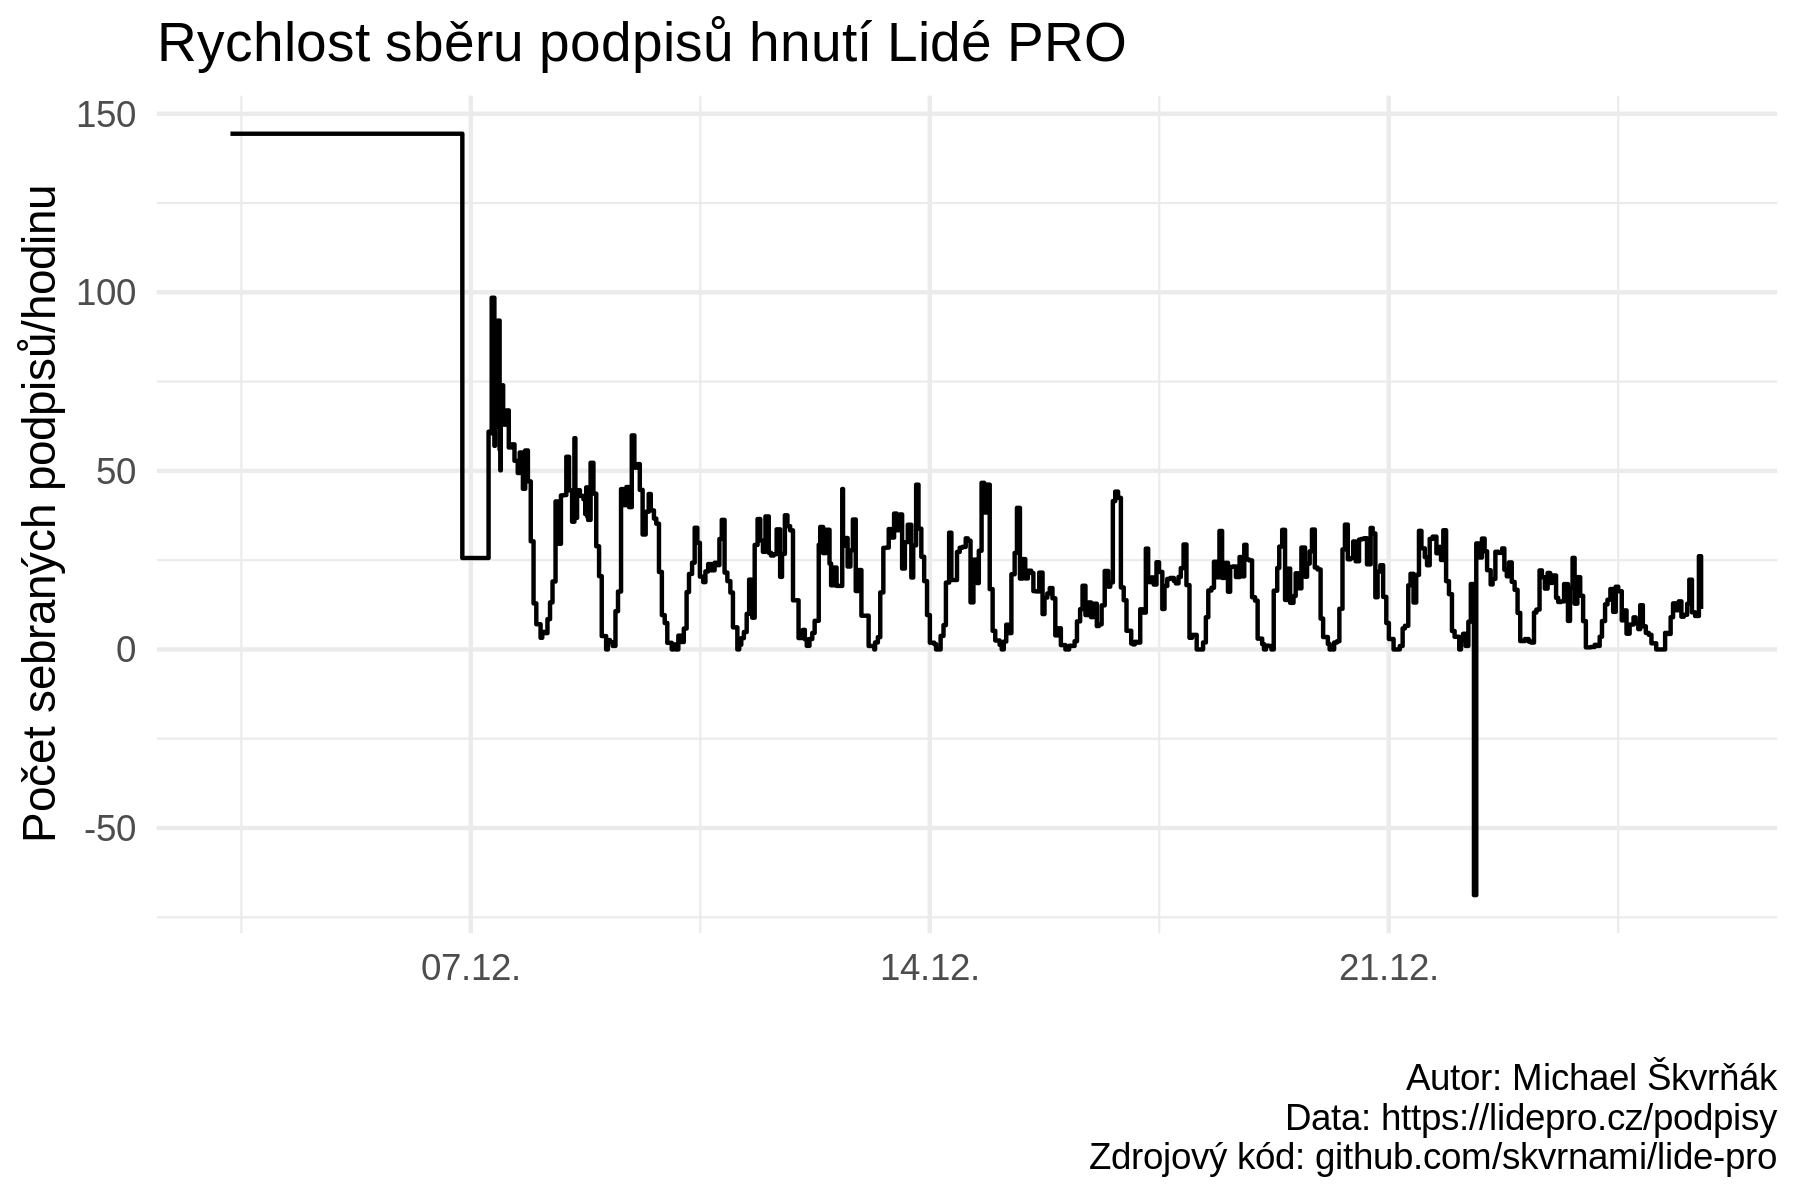 Rychlost sběru podpisů hnutí Lidé PRO
Počet sebraných podpisů/hodinu
150
100
50
0
-50
07.12.
14.12.
21.12.
Autor: Michael Škvrňák
Data: https://lidepro.cz/podpisy
Zdrojový kód: github.com/skvrnami/lide-pro